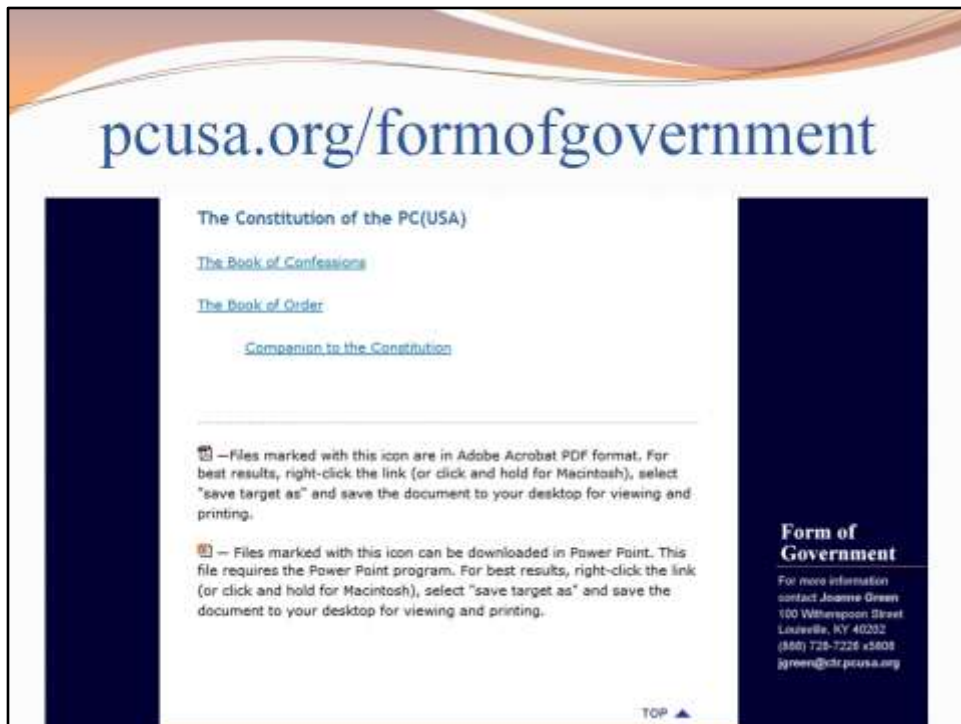 pcusa.org/formofgovernment
The Constitution of the PC(USA)
The Book of Confessions
The Book of Order
Companion to the Constitution
—Files marked with this icon are in Adobe Acrobat PDF format. For
best results, right-click the link (or click and hold for Macintosh), select
"save target as" and save the document to your desktop for viewing and
printing.
— Files marked with this icon can be downloaded in Power Point. This
file requires the Power Point program. For best results, right-click the link
(or click and hold for Macintosh), select "save target as" and save the
document to your desktop for viewing and printing.
TOP
Form of
Government
For more information
contact Joanne Green
100 Witherspoon Street
Louisville, KY 40202
(888) 728-7228 x5608
jgreen@ctr.pcusa.org